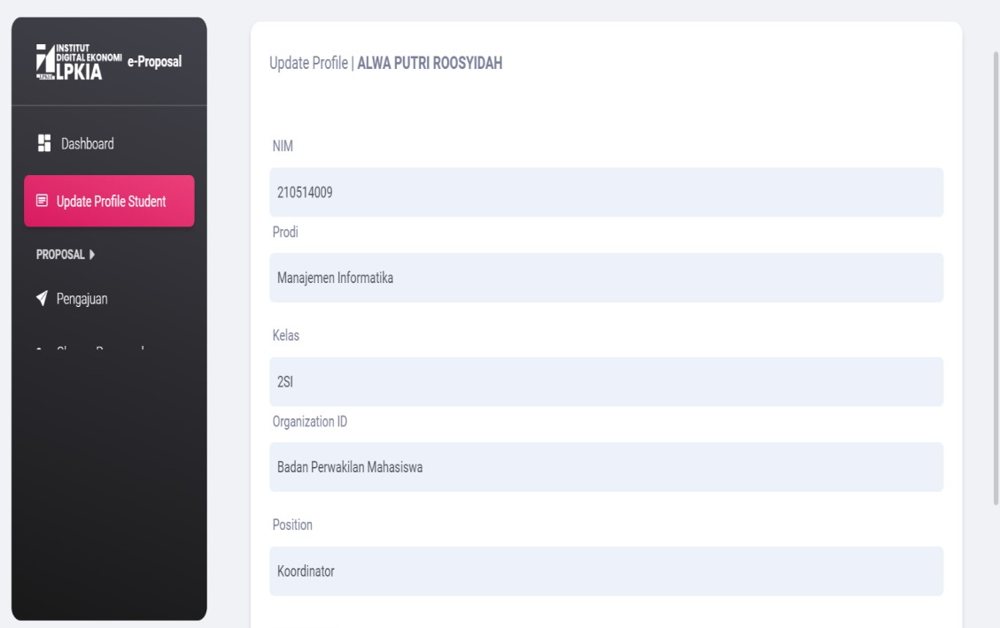 INSTITUT
DIGITAL EKONOMI
LPKIA
e-Proposal
Dashboard
Update Profile Student
PROPOSAL
Pengajuan
Update Profile | ALWA PUTRI ROOSYIDAH
NIM
210514009
Prodi
Manajemen Informatika
Kelas
2SI
Organization ID
Badan Perwakilan Mahasiswa
Position
Koordinator